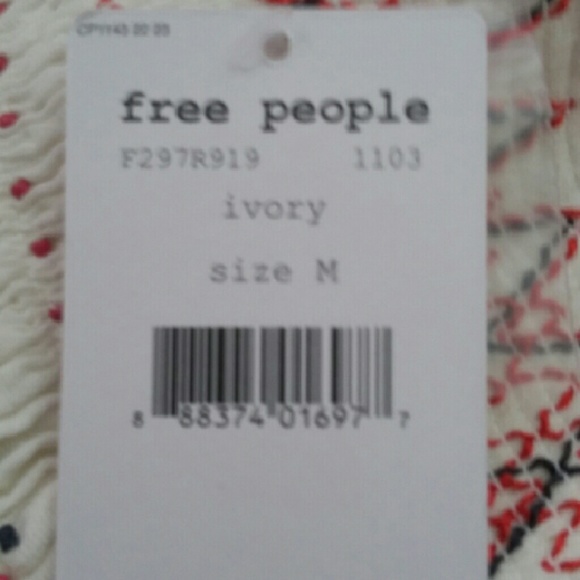 free people
F297R919 1103
ivory
size M
8 88374 01697 7